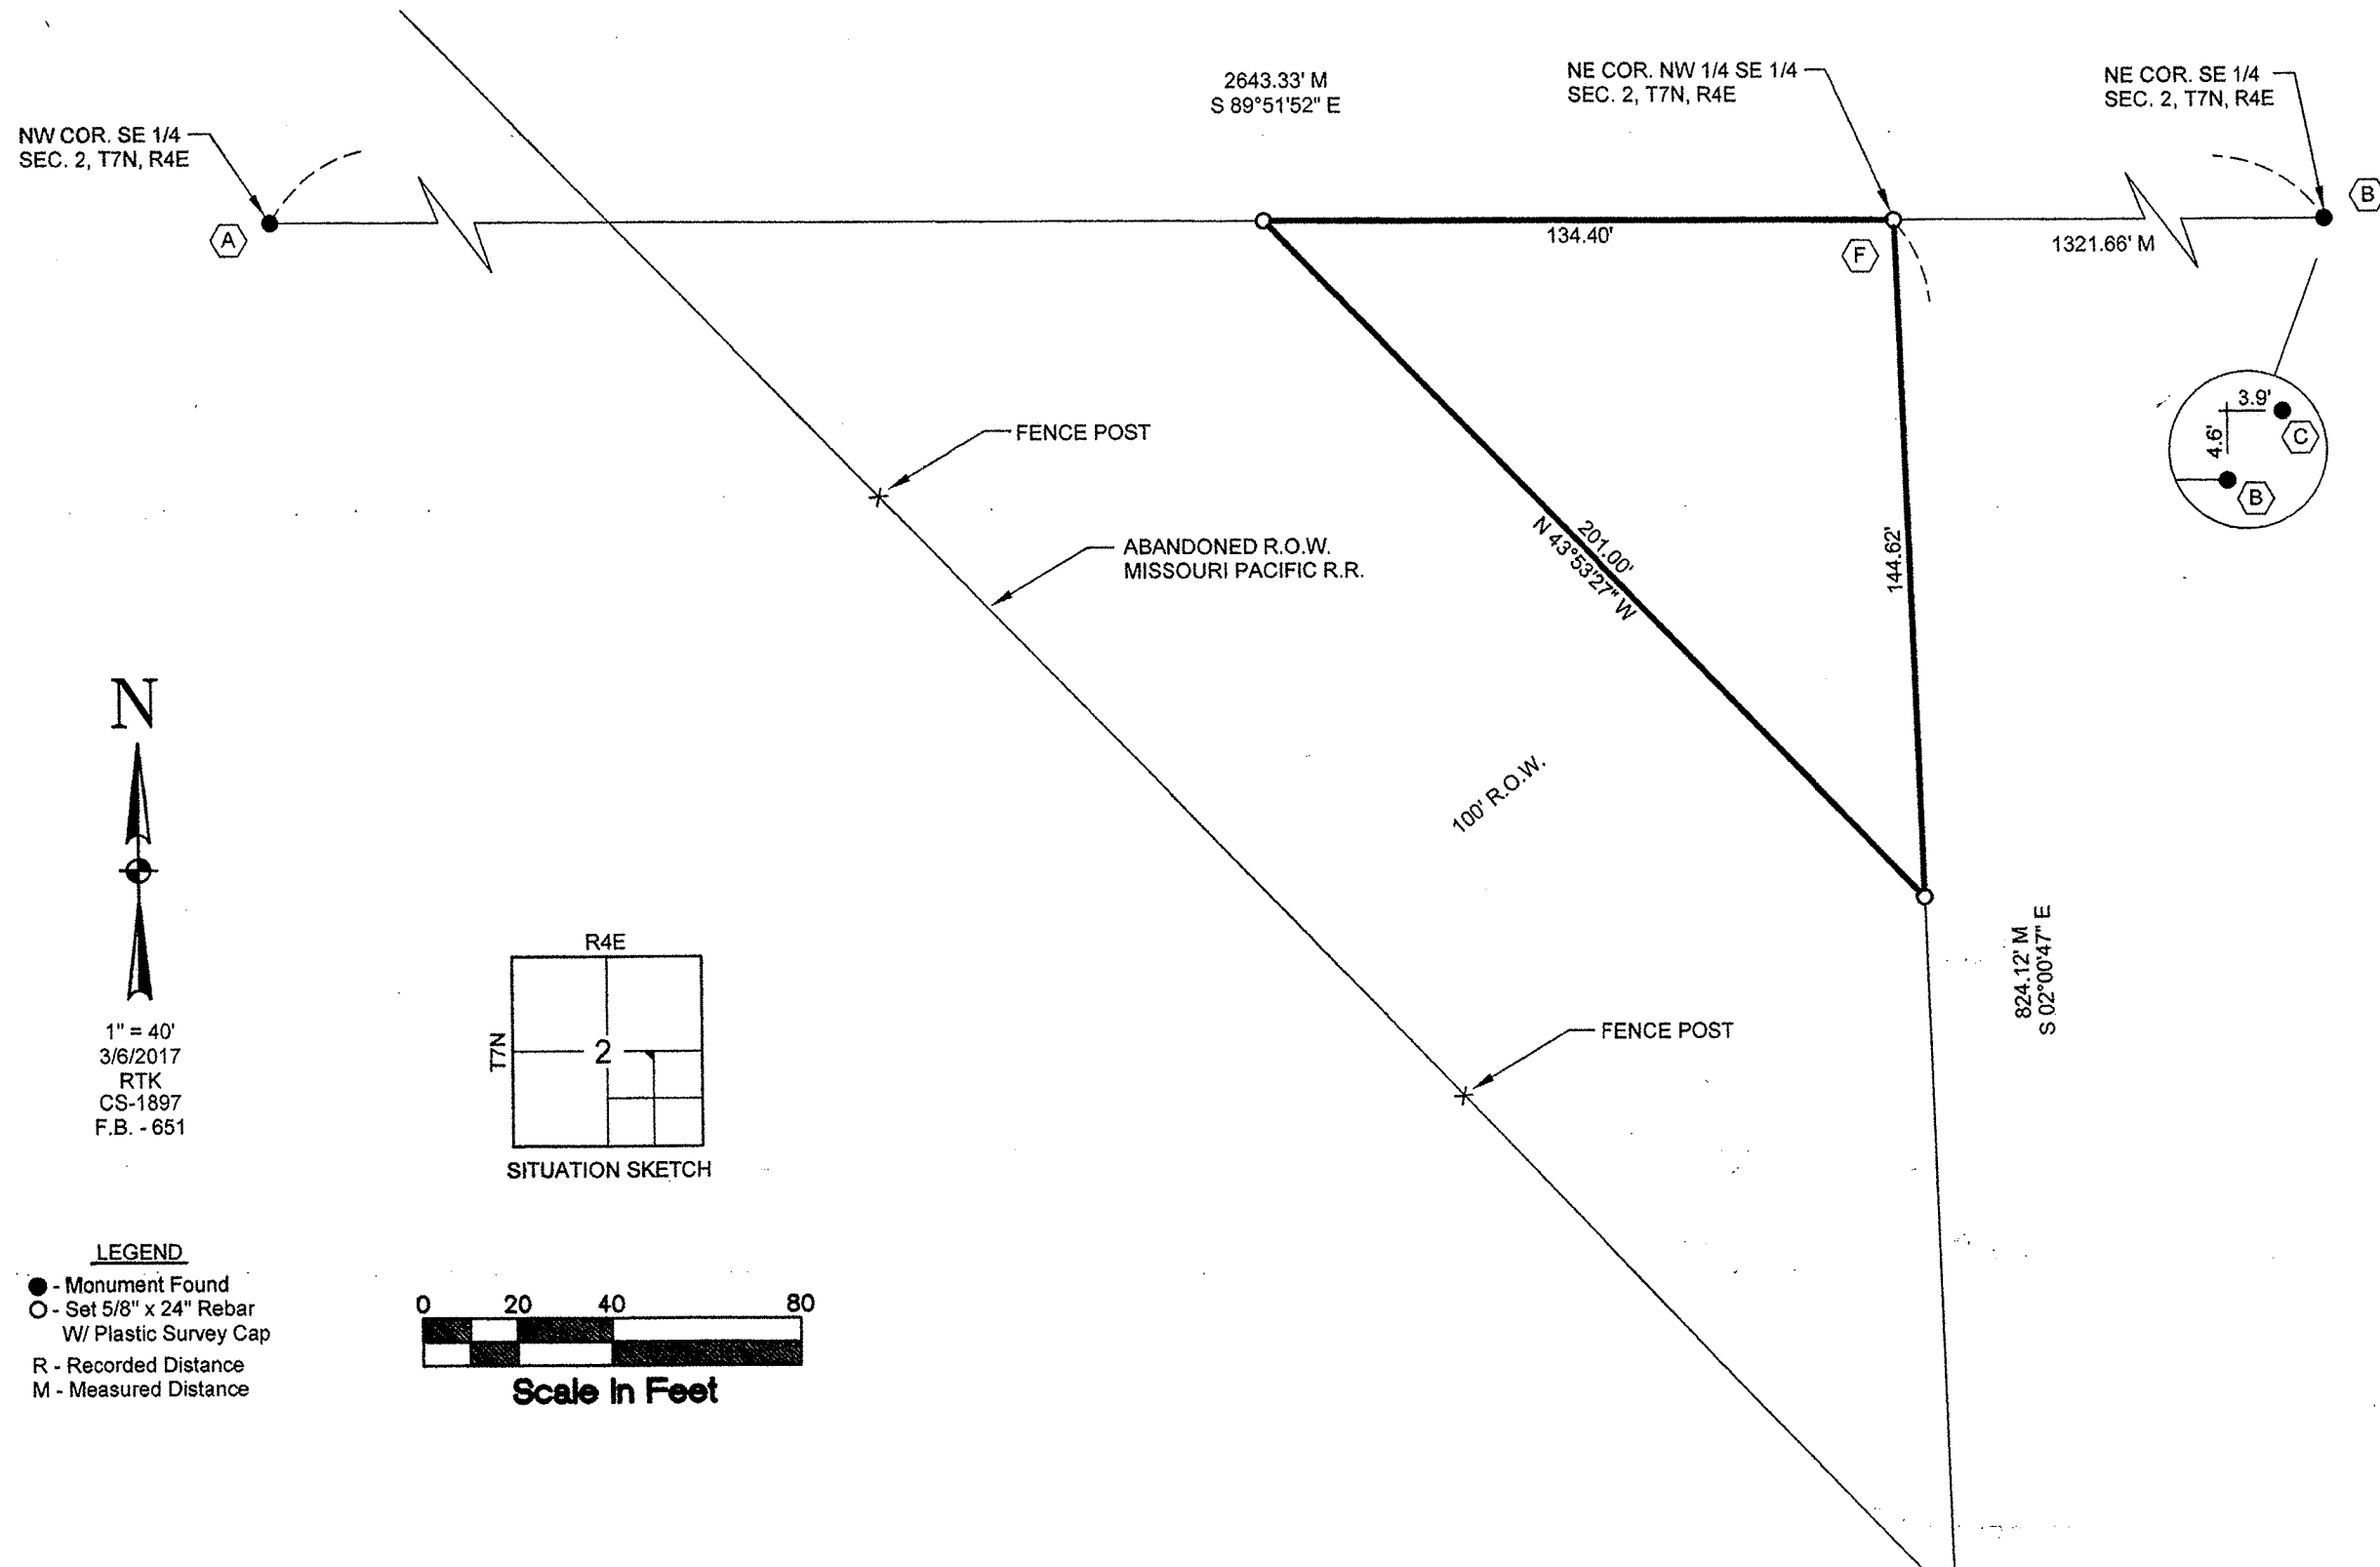 2643.33' M
S 89°51'52" E
NE COR. NW 1/4 SE 1/4
SEC. 2, T7N, R4E
NE COR. SE 1/4
SEC. 2, T7N, R4E
NW COR. SE 1/4
SEC. 2, T7N, R4E
A
B
134.40'
F
1321.66' M
3.9'
4.6'
C
B
FENCE POST
ABANDONED R.O.W.
MISSOURI PACIFIC R.R.
201.00'
N 43°53'27" W
144.62'
100' R.O.W.
824.12' M
S 02°00'47" E
N
1" = 40'
3/6/2017
RTK
CS-1897
F.B. - 651
R4E
T7N
2
SITUATION SKETCH
FENCE POST
LEGEND
- Monument Found
- Set 5/8" x 24" Rebar
W/ Plastic Survey Cap
R - Recorded Distance
M - Measured Distance
0 20 40 80
Scale In Feet